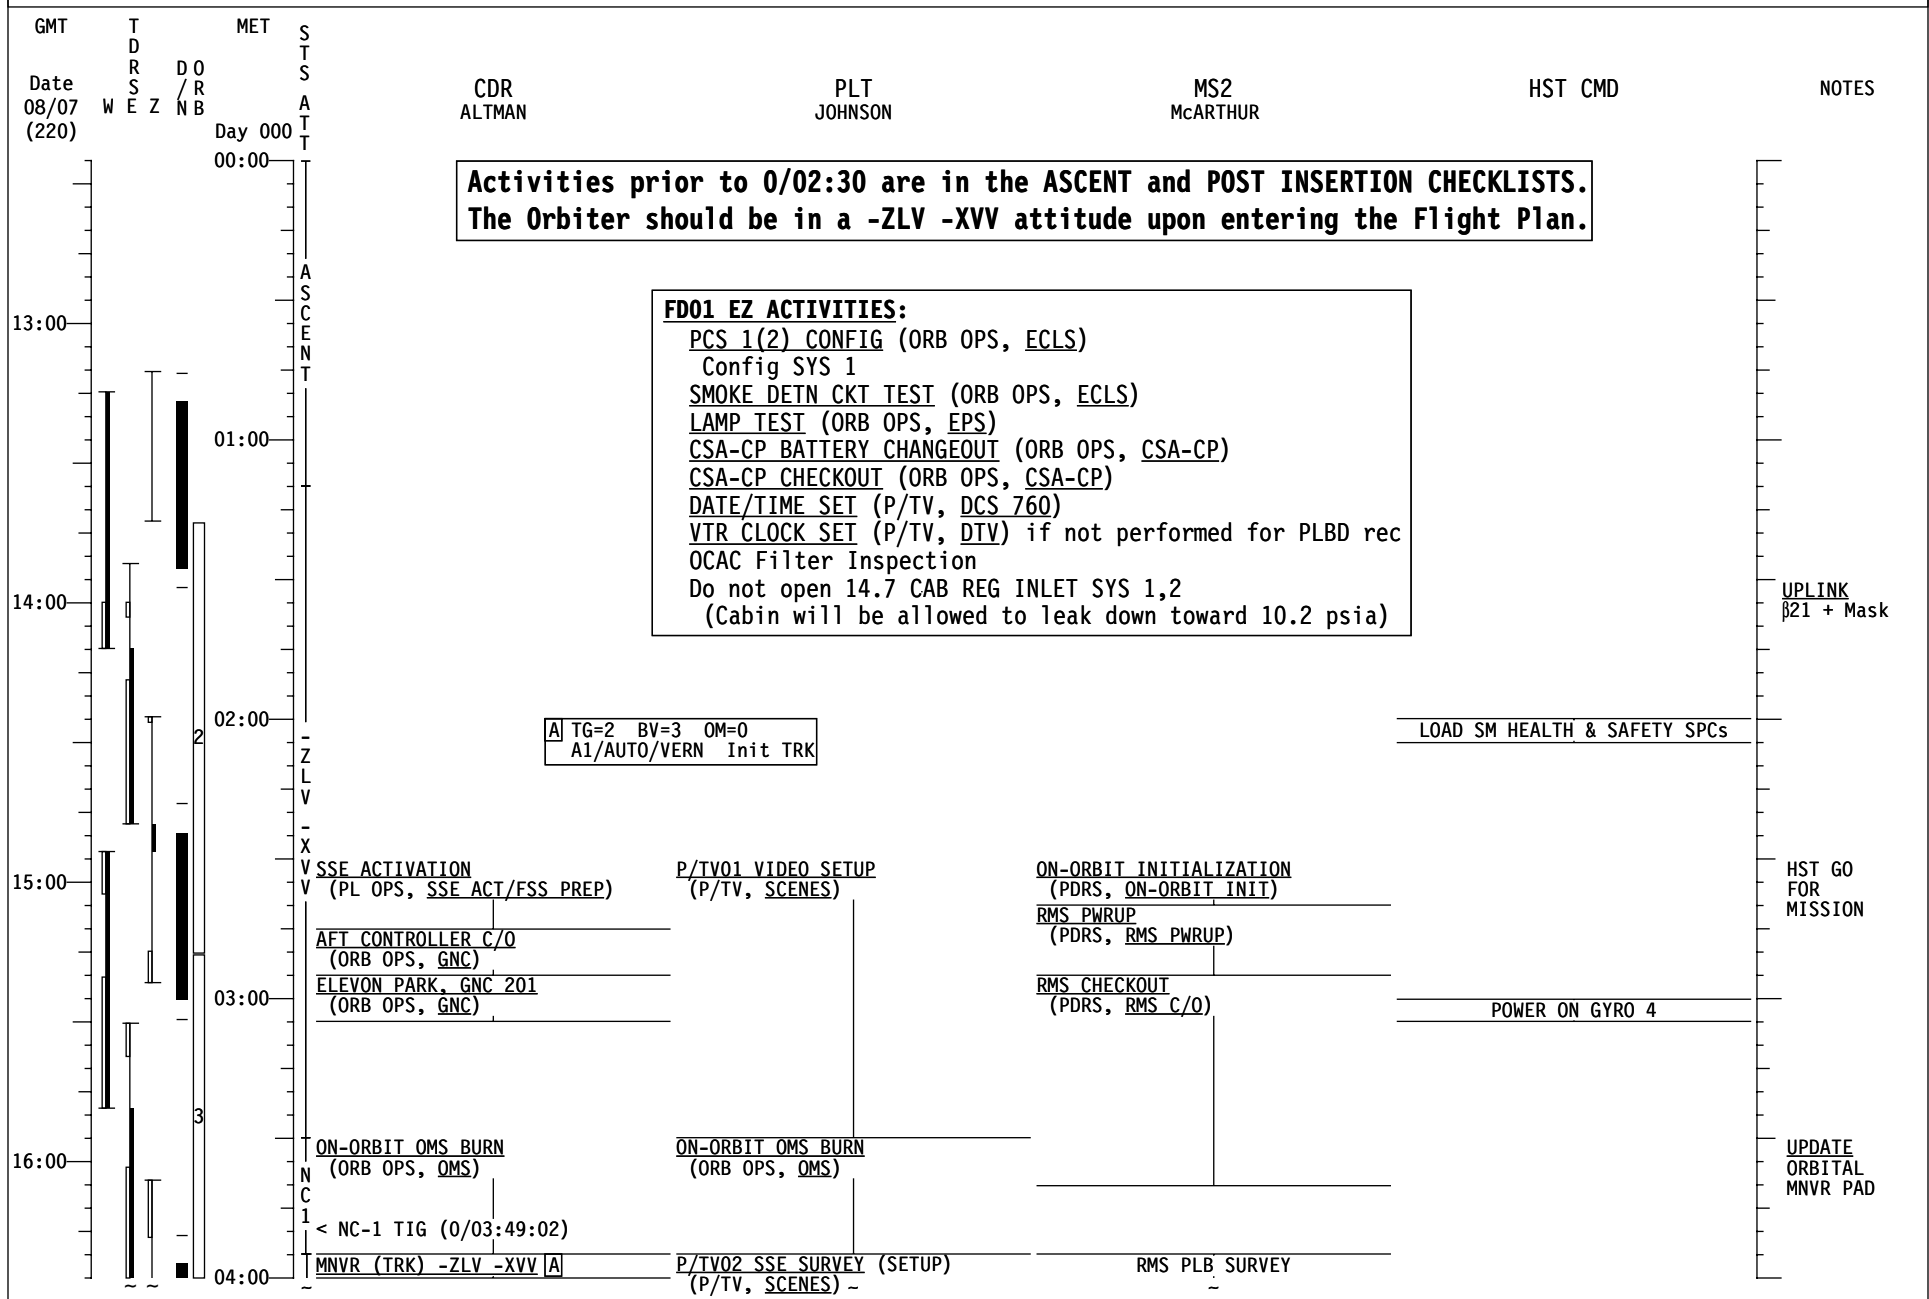 GMT
TDRS
MET
STS ATT
D/N
ORB
Date
08/07
(220)
W E Z
Day 000
CDR
ALTMAN
PLT
JOHNSON
MS2
McARTHUR
HST CMD
NOTES
00:00
Activities prior to 0/02:30 are in the ASCENT and POST INSERTION CHECKLISTS.
The Orbiter should be in a -ZLV -XVV attitude upon entering the Flight Plan.
ASCENT
13:00
FD01 EZ ACTIVITIES:
PCS 1(2) CONFIG (ORB OPS, ECLS)
Config SYS 1
SMOKE DETN CKT TEST (ORB OPS, ECLS)
LAMP TEST (ORB OPS, EPS)
CSA-CP BATTERY CHANGEOUT (ORB OPS, CSA-CP)
CSA-CP CHECKOUT (ORB OPS, CSA-CP)
DATE/TIME SET (P/TV, DCS 760)
VTR CLOCK SET (P/TV, DTV) if not performed for PLBD rec
OCAC Filter Inspection
Do not open 14.7 CAB REG INLET SYS 1,2
(Cabin will be allowed to leak down toward 10.2 psia)
01:00
14:00
UPLINK
β21 + Mask
02:00
2
-ZLV -XVV
A TG=2 BV=3 OM=0
A1/AUTO/VERN Init TRK
LOAD SM HEALTH & SAFETY SPCs
15:00
SSE ACTIVATION
(PL OPS, SSE ACT/FSS PREP)
P/TV01 VIDEO SETUP
(P/TV, SCENES)
ON-ORBIT INITIALIZATION
(PDRS, ON-ORBIT INIT)
HST GO
FOR
MISSION
RMS PWRUP
(PDRS, RMS PWRUP)
AFT CONTROLLER C/O
(ORB OPS, GNC)
03:00
ELEVON PARK, GNC 201
(ORB OPS, GNC)
RMS CHECKOUT
(PDRS, RMS C/O)
POWER ON GYRO 4
3
16:00
NC1
ON-ORBIT OMS BURN
(ORB OPS, OMS)
ON-ORBIT OMS BURN
(ORB OPS, OMS)
UPDATE
ORBITAL
MNVR PAD
< NC-1 TIG (0/03:49:02)
04:00
MNVR (TRK) -ZLV -XVV A
P/TV02 SSE SURVEY (SETUP)
(P/TV, SCENES) ~
RMS PLB SURVEY
~
~ ~
~